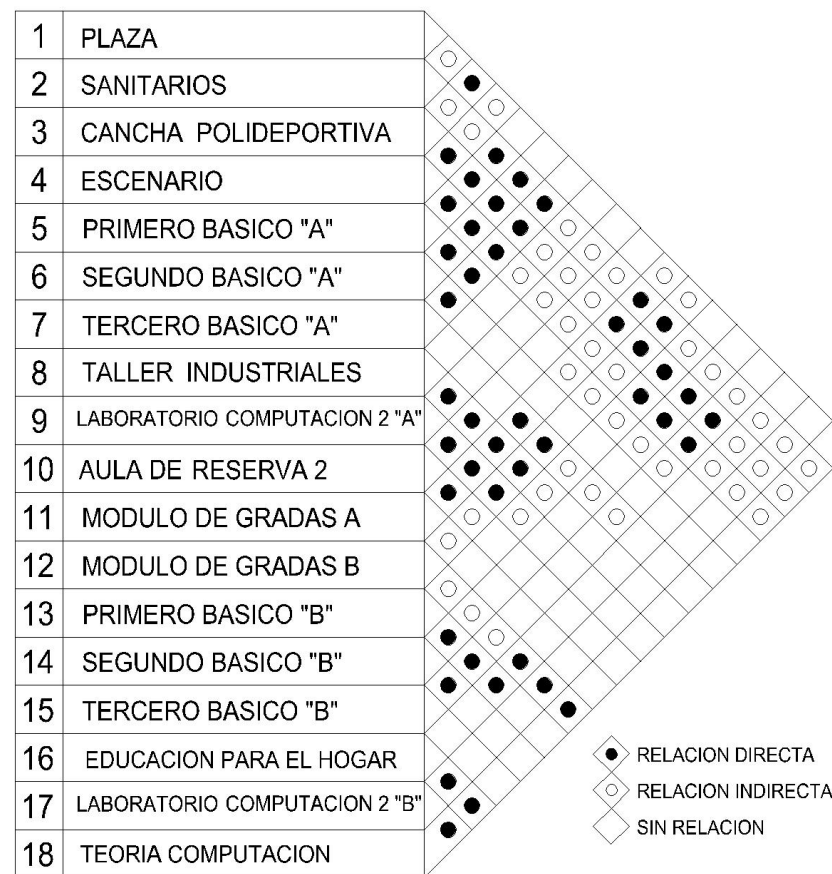 1 PLAZA
2 SANITARIOS
3 CANCHA POLIDEPORTIVA
4 ESCENARIO
5 PRIMERO BASICO "A"
6 SEGUNDO BASICO "A"
7 TERCERO BASICO "A"
8 TALLER INDUSTRIALES
9 LABORATORIO COMPUTACION 2 "A"
10 AULA DE RESERVA 2
11 MODULO DE GRADAS A
12 MODULO DE GRADAS B
13 PRIMERO BASICO "B"
14 SEGUNDO BASICO "B"
15 TERCERO BASICO "B"
16 EDUCACION PARA EL HOGAR
17 LABORATORIO COMPUTACION 2 "B"
18 TEORIA COMPUTACION
RELACION DIRECTA
RELACION INDIRECTA
SIN RELACION